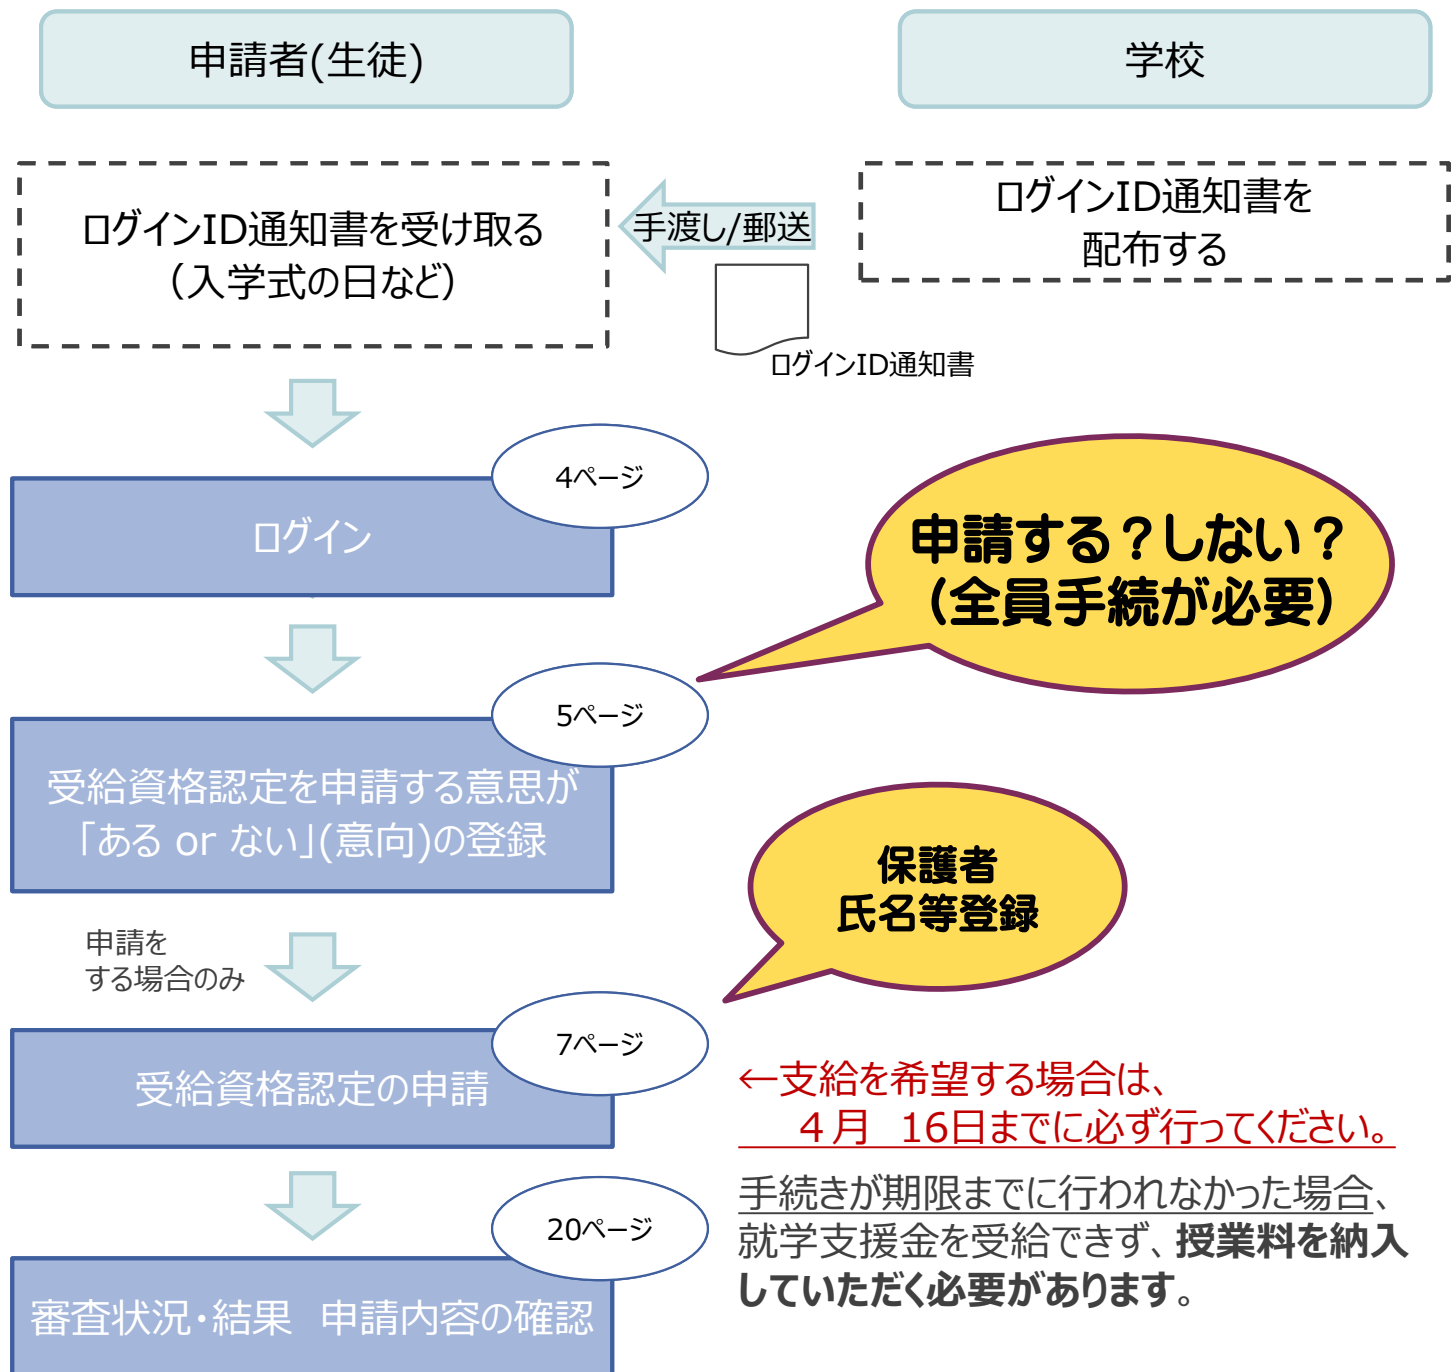 申請者(生徒)
学校
ログインID通知書を受け取る
（入学式の日など）
手渡し/郵送
ログインID通知書を
配布する
ログインID通知書
4ページ
ログイン
申請する？しない？
（全員手続が必要）
5ページ
受給資格認定を申請する意思が
「ある or ない」(意向)の登録
保護者
氏名等登録
申請を
する場合のみ
7ページ
受給資格認定の申請
←支給を希望する場合は、
４月　16日までに必ず行ってください。
手続きが期限までに行われなかった場合、
就学支援金を受給できず、授業料を納入
していただく必要があります。
20ページ
審査状況・結果　申請内容の確認